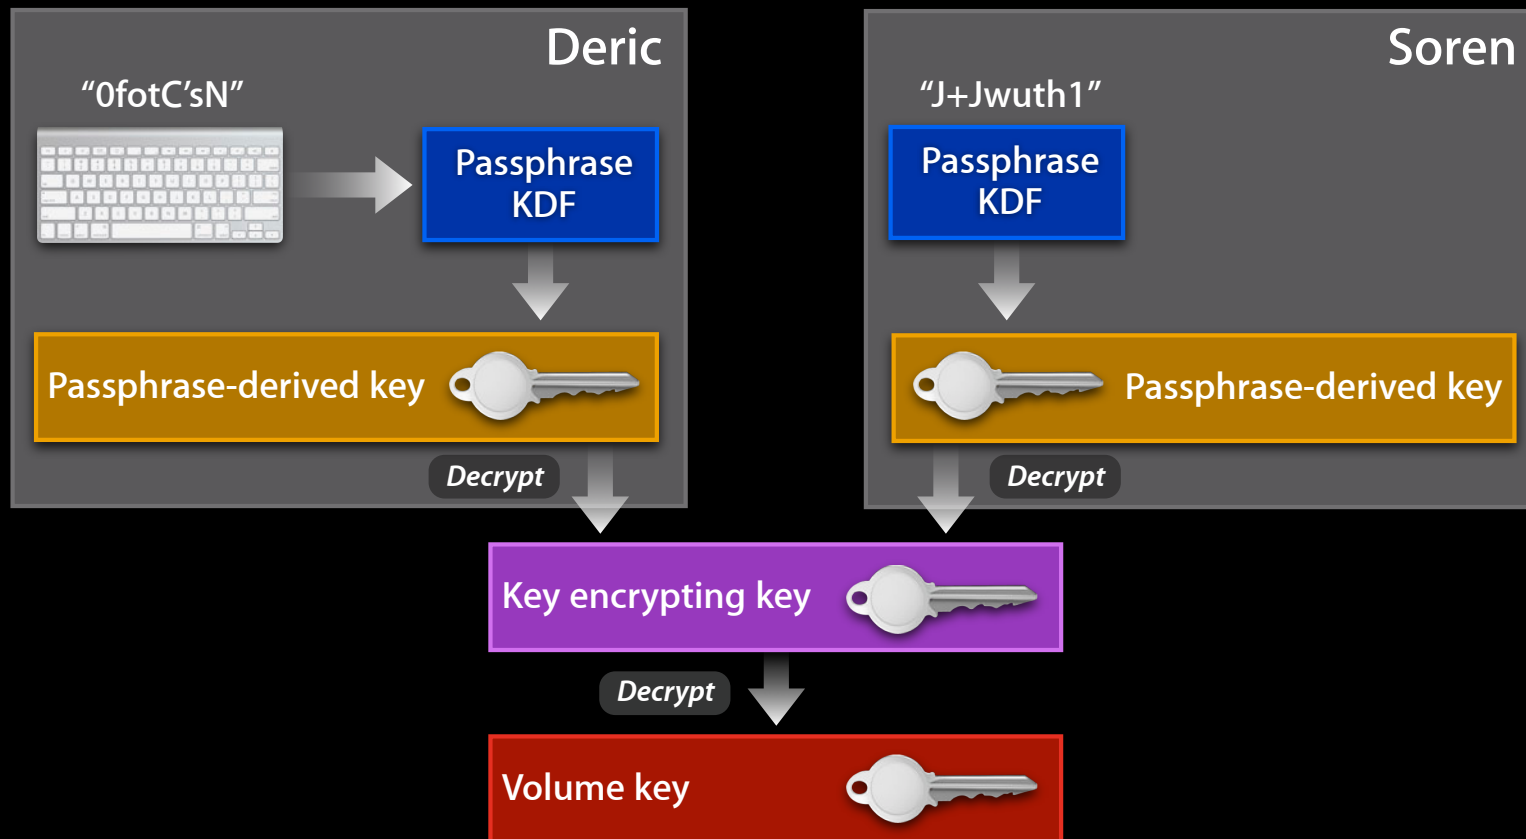 Deric
“0fotC’sN”
Passphrase
KDF
Passphrase-derived key
Decrypt
Soren
“J+Jwuth1”
Passphrase
KDF
Passphrase-derived key
Decrypt
Key encrypting key
Decrypt
Volume key